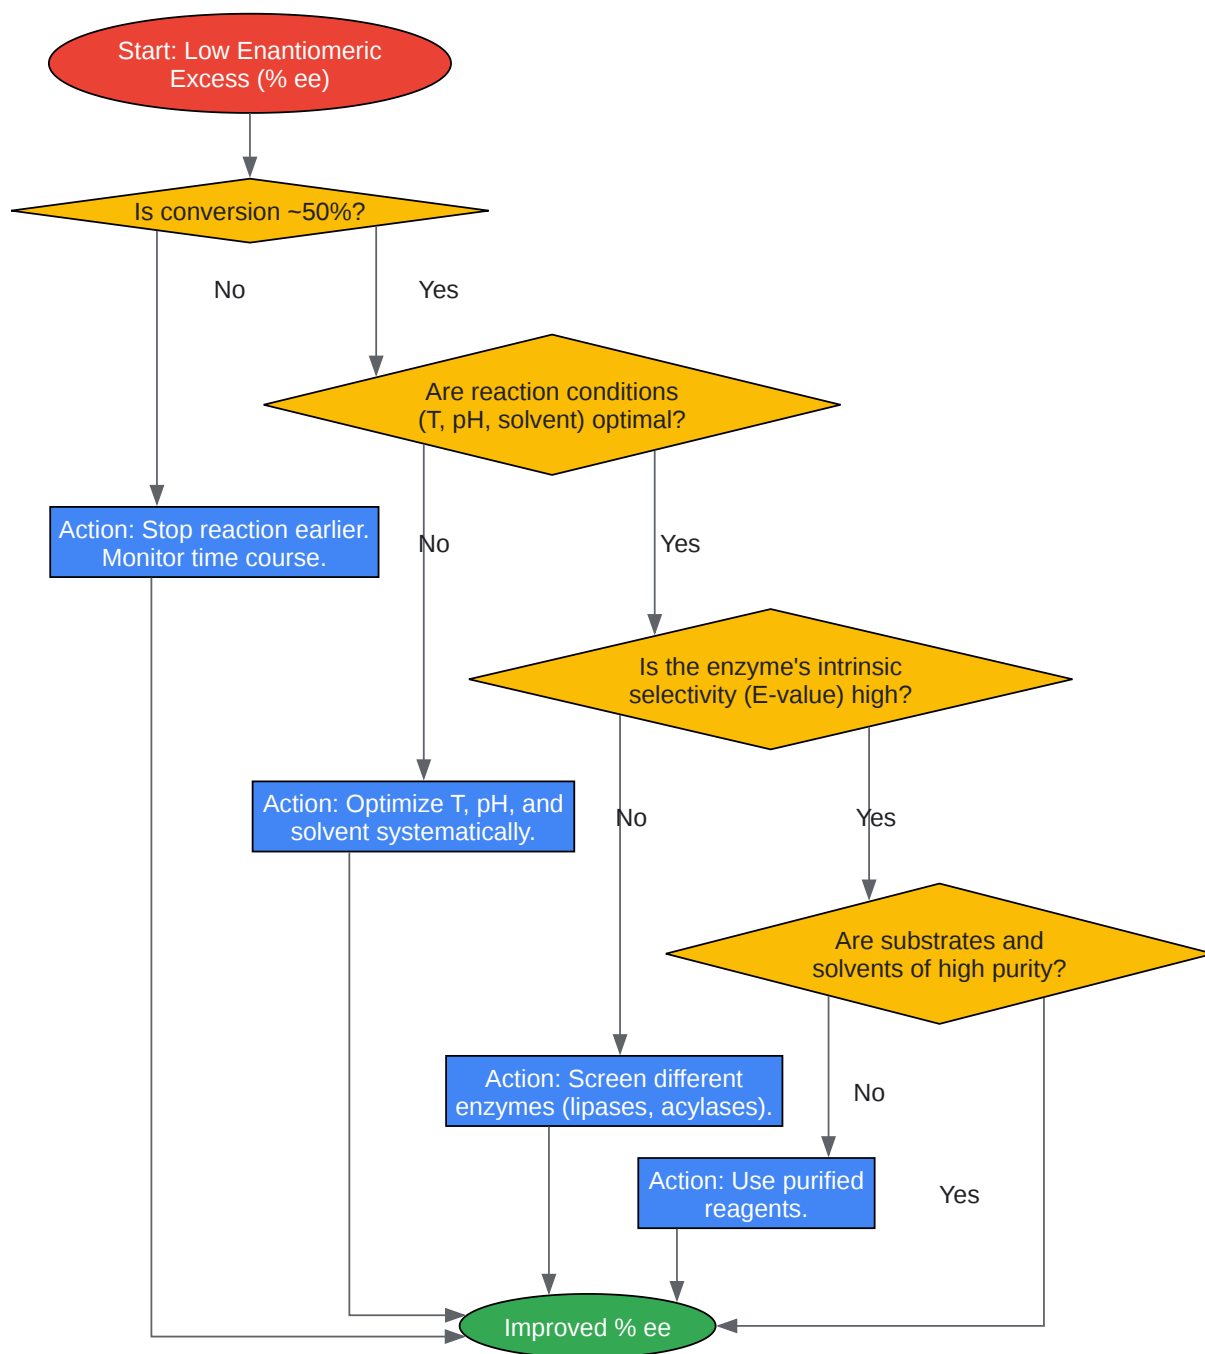 Start: Low Enantiomeric
Excess (% ee)
Is conversion ~50%?
No
Yes
Are reaction conditions
(T, pH, solvent) optimal?
Action: Stop reaction earlier.
Monitor time course.
No
Yes
Is the enzyme's intrinsic
selectivity (E-value) high?
Action: Optimize T, pH, and
solvent systematically.
No
Yes
Are substrates and
solvents of high purity?
Action: Screen different
enzymes (lipases, acylases).
No
Action: Use purified
reagents.
Yes
Improved % ee